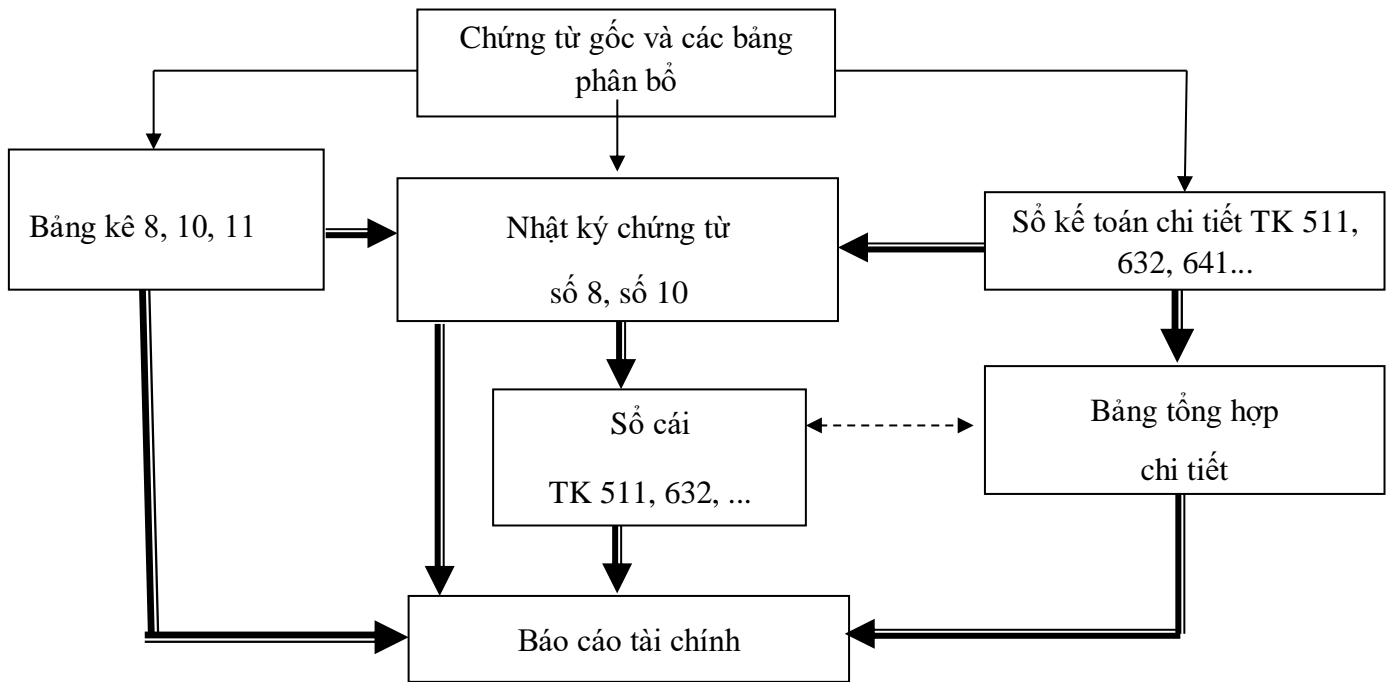 Chứng từ gốc và các bảng
phân bổ
Bảng kê 8, 10, 11
Nhật ký chứng từ
số 8, số 10
Sổ kế toán chi tiết TK 511,
632, 641...
Sổ cái
TK 511, 632, ...
Bảng tổng hợp
chi tiết
Báo cáo tài chính